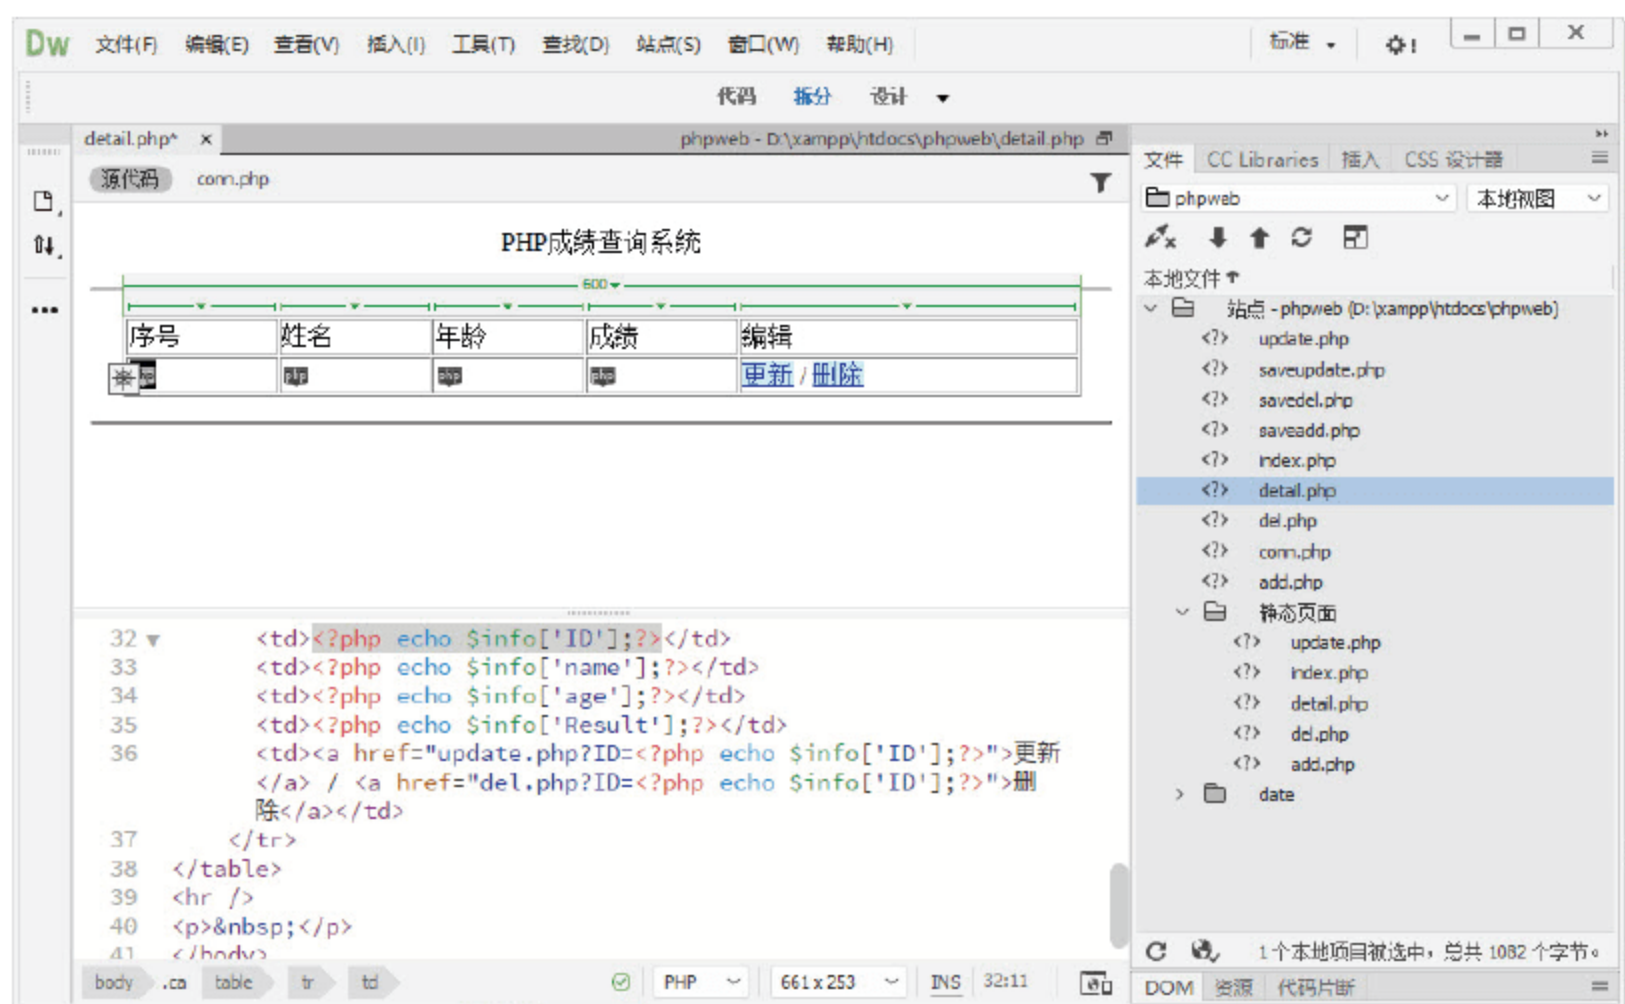 Dw 文件(F) 编辑(E) 查看(V) 插入(I) 工具(T) 查找(D) 站点(S) 窗口(W) 帮助(H) 标准
代码 拆分 设计
detail.php* × phpweb - D:\xampp\htdocs\phpweb\detail.php
源代码 conn.php
PHP成绩查询系统
600
序号 姓名 年龄 成绩 编辑
php php php 更新 / 删除
32 <td><?php echo $info['ID'];?></td>
33 <td><?php echo $info['name'];?></td>
34 <td><?php echo $info['age'];?></td>
35 <td><?php echo $info['Result'];?></td>
36 <td><a href="update.php?ID=<?php echo $info['ID'];?>">更新
</a> / <a href="del.php?ID=<?php echo $info['ID'];?>">删
除</a></td>
37 </tr>
38 </table>
39 <hr />
40 <p>&nbsp;</p>
41 </body>
body .ca table tr td PHP 661 x 253 INS 32:11
文件 CC Libraries 插入 CSS 设计器
phpweb 本地视图
本地文件
站点 - phpweb (D:\xampp\htdocs\phpweb)
<?> update.php
<?> saveupdate.php
<?> savedel.php
<?> saveadd.php
<?> index.php
<?> detail.php
<?> del.php
<?> conn.php
<?> add.php
静态页面
<?> update.php
<?> index.php
<?> detail.php
<?> del.php
<?> add.php
date
1个本地项目被选中，总共 1082 个字节。
DOM 资源 代码片断